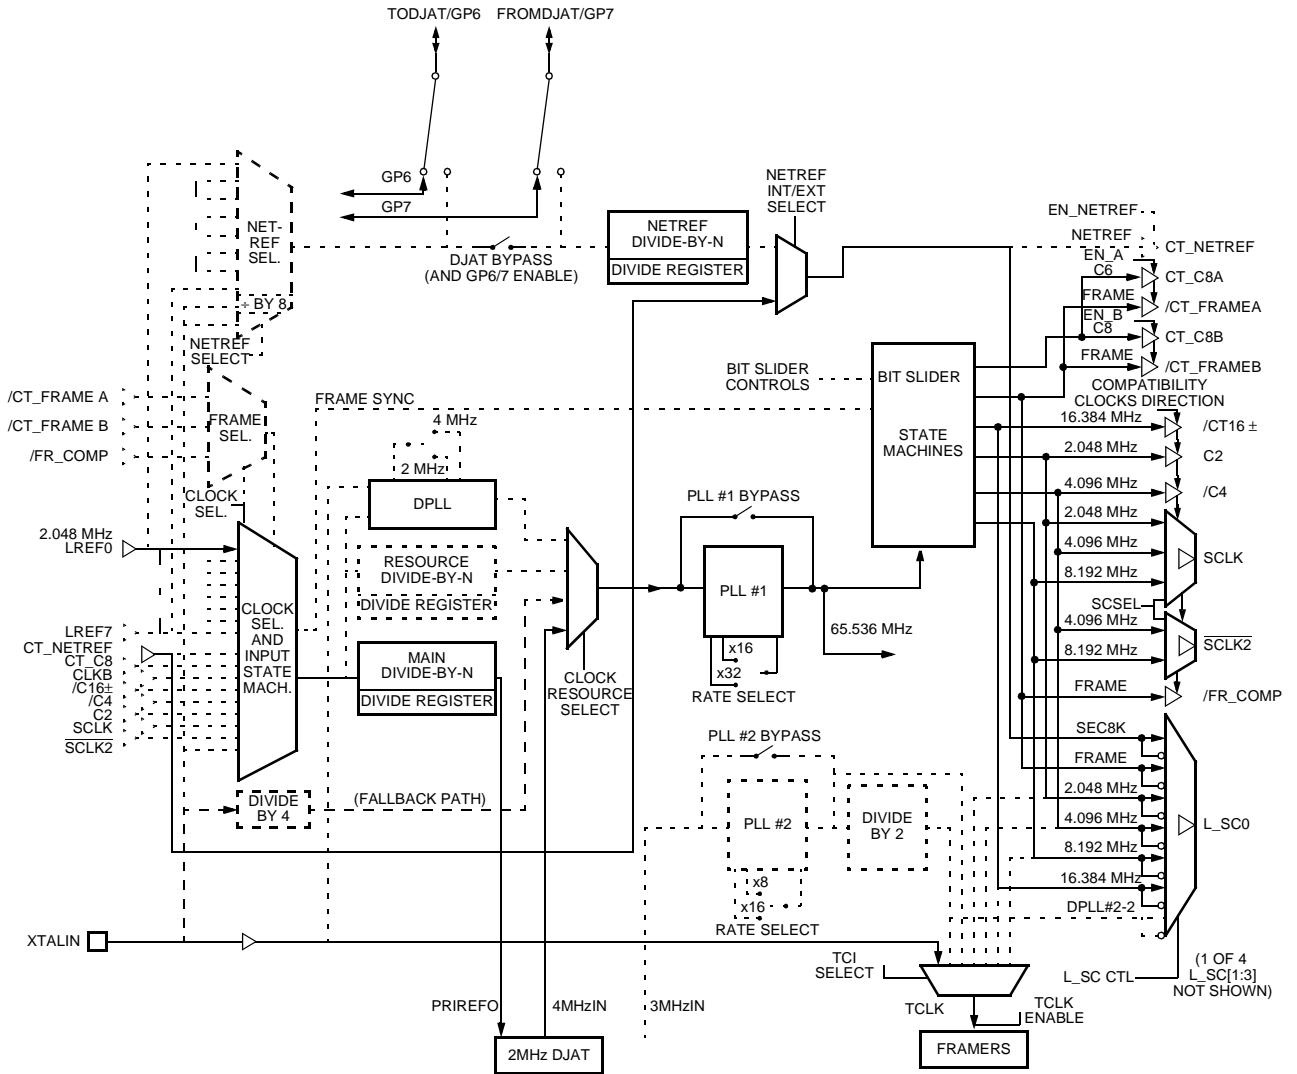 TODJAT/GP6
FROMDJAT/GP7
GP6
GP7
NET-
REF
SEL.
÷ BY 8
NETREF
SELECT
DJAT BYPASS
(AND GP6/7 ENABLE)
NETREF
DIVIDE-BY-N
DIVIDE REGISTER
NETREF
INT/EXT
SELECT
EN_NETREF
NETREF
CT_NETREF
EN_A
C6
CT_C8A
FRAME
/CT_FRAMEA
EN_B
C8
CT_C8B
FRAME
/CT_FRAMEB
COMPATIBILITY
CLOCKS DIRECTION
16.384 MHz
/CT16 ±
2.048 MHz
C2
4.096 MHz
/C4
2.048 MHz
4.096 MHz
SCLK
8.192 MHz
SCSEL
4.096 MHz
SCLK2
8.192 MHz
FRAME
/FR_COMP
SEC8K
FRAME
2.048 MHz
4.096 MHz
L_SC0
8.192 MHz
16.384 MHz
DPLL#2-2
L_SC CTL
(1 OF 4
L_SC[1:3]
NOT SHOWN)
BIT SLIDER
CONTROLS
BIT SLIDER
STATE
MACHINES
/CT_FRAME A
/CT_FRAME B
/FR_COMP
FRAME
SEL.
FRAME SYNC
4 MHz
2 MHz
DPLL
CLOCK
SEL.
2.048 MHz
LREF0
LREF7
CT_NETREF
CT_C8
CLKB
/C16±
/C4
C2
SCLK
SCLK2
CLOCK
SEL.
AND
INPUT
STATE
MACH.
RESOURCE
DIVIDE-BY-N
DIVIDE REGISTER
MAIN
DIVIDE-BY-N
DIVIDE REGISTER
CLOCK
RESOURCE
SELECT
PLL #1 BYPASS
PLL #1
x16
x32
RATE SELECT
65.536 MHz
DIVIDE
BY 4
(FALLBACK PATH)
PLL #2 BYPASS
PLL #2
DIVIDE
BY 2
x8
x16
RATE SELECT
XTALIN
PRIREFO
4MHzIN
3MHzIN
2MHz DJAT
TCI
SELECT
TCLK
TCLK
ENABLE
FRAMERS